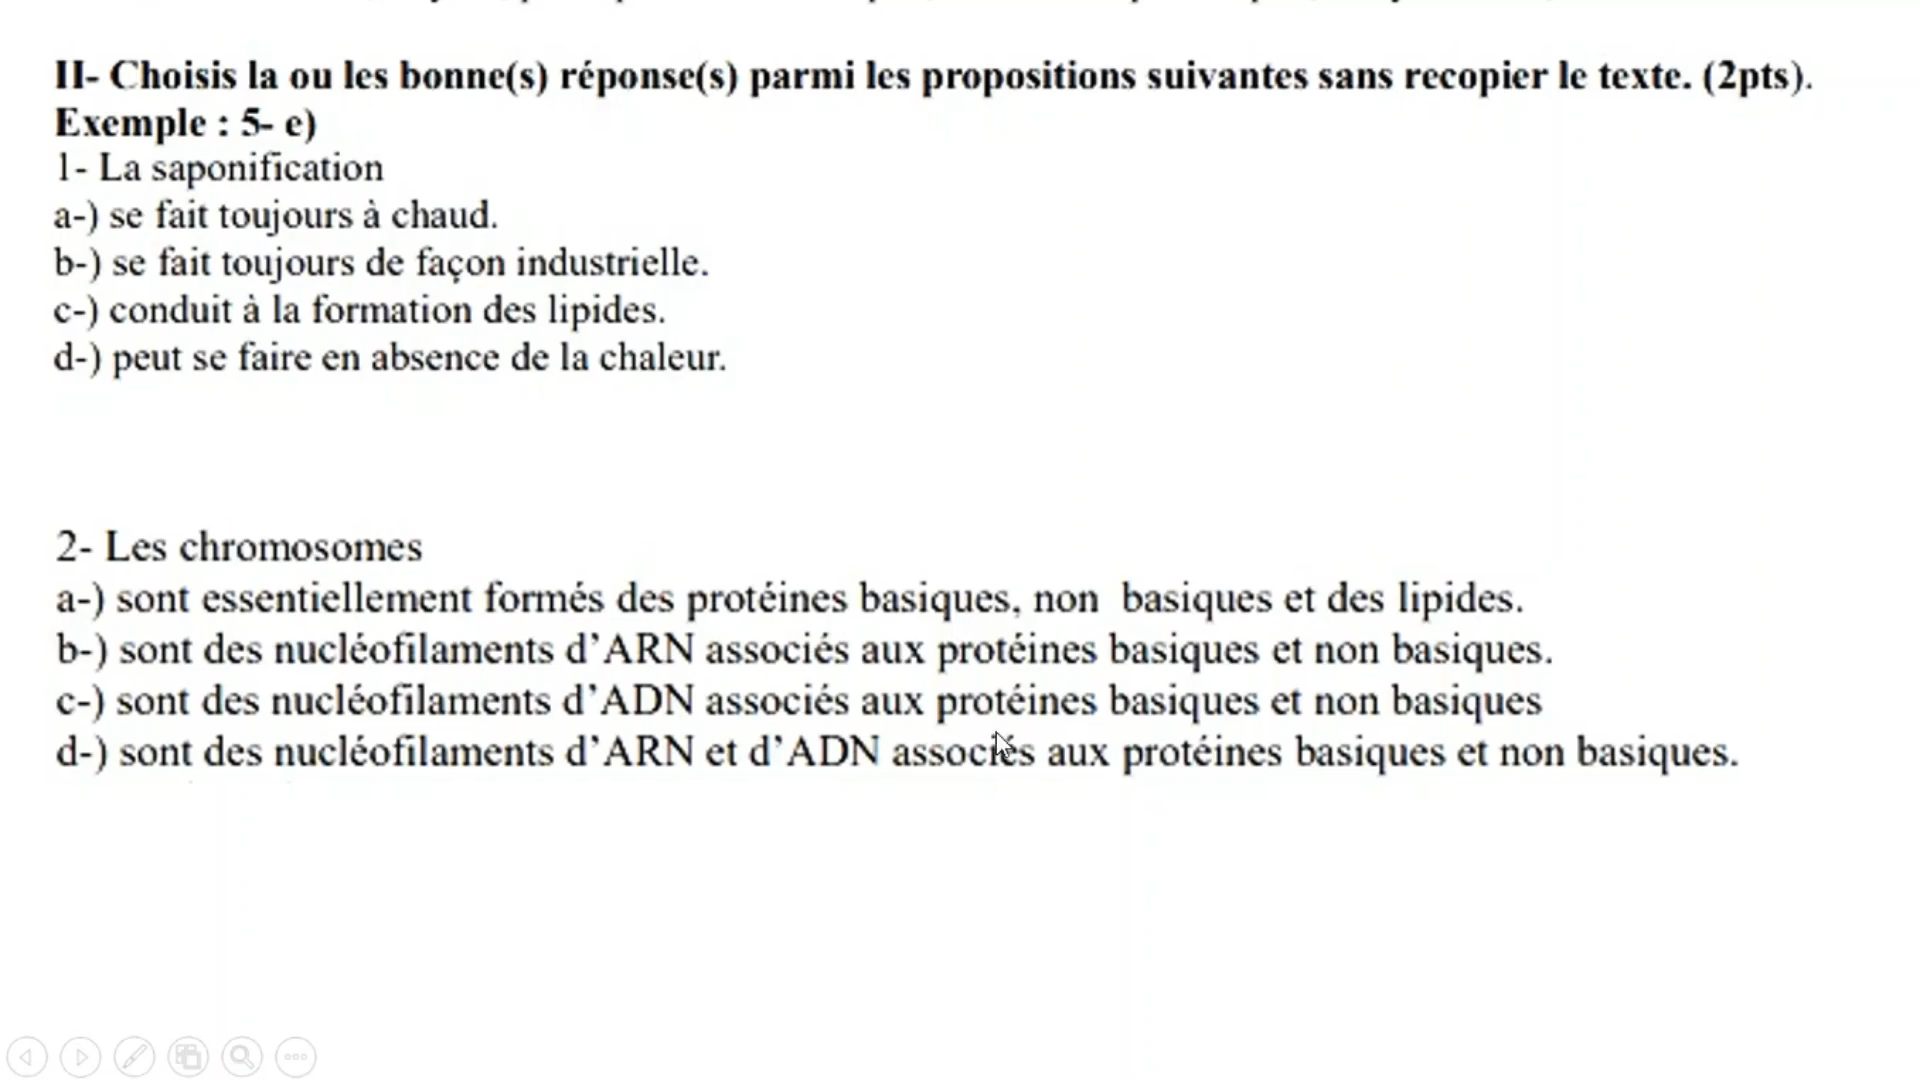 II- Choisis la ou les bonne(s) réponse(s) parmi les propositions suivantes sans recopier le texte. (2pts).
Exemple : 5- e)
1- La saponification
a-) se fait toujours à chaud.
b-) se fait toujours de façon industrielle.
c-) conduit à la formation des lipides.
d-) peut se faire en absence de la chaleur.
2- Les chromosomes
a-) sont essentiellement formés des protéines basiques, non basiques et des lipides.
b-) sont des nucléofilaments d’ARN associés aux protéines basiques et non basiques.
c-) sont des nucléofilaments d’ADN associés aux protéines basiques et non basiques
d-) sont des nucléofilaments d’ARN et d’ADN associés aux protéines basiques et non basiques.